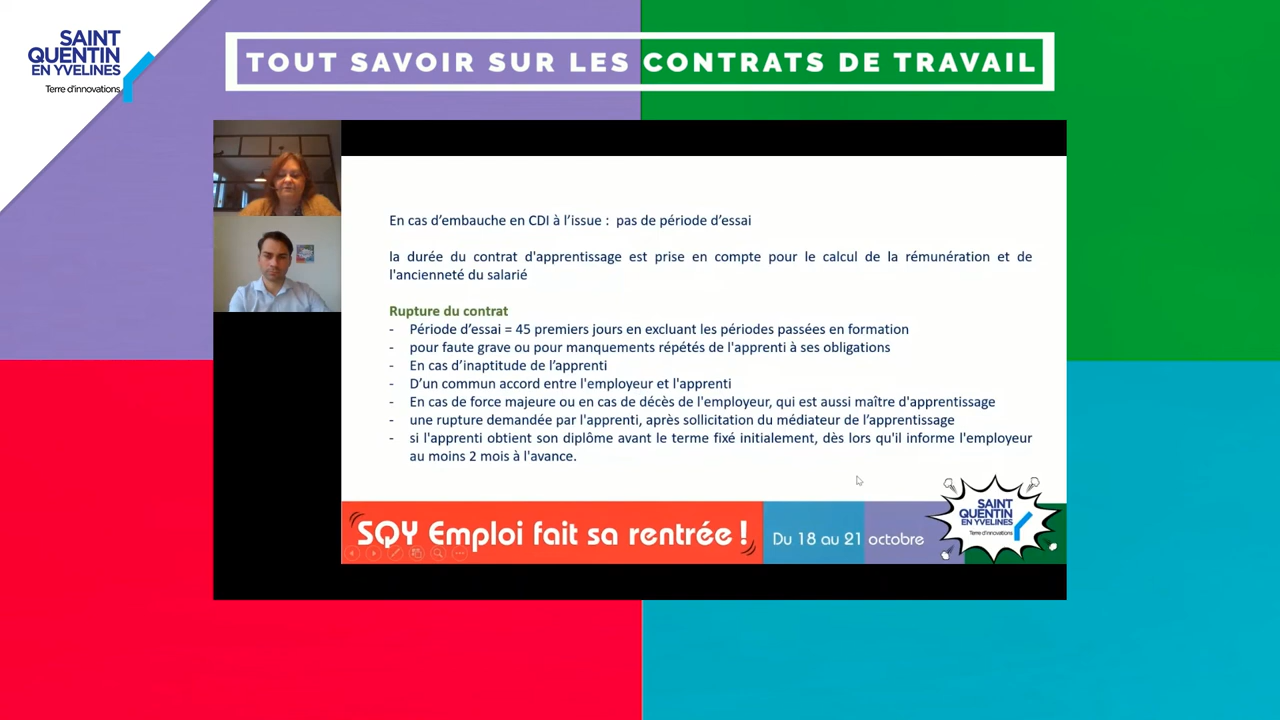 SAINT
QUENTIN
EN YVELINES
Terre d'innovations
TOUT SAVOIR SUR LES CONTRATS DE TRAVAIL
En cas d'embauche en CDI à l'issue : pas de période d'essai
la durée du contrat d'apprentissage est prise en compte pour le calcul de la rémunération et de
l'ancienneté du salarié
Rupture du contrat
- Période d'essai = 45 premiers jours en excluant les périodes passées en formation
- pour faute grave ou pour manquements répétés de l'apprenti à ses obligations
- En cas d'inaptitude de l'apprenti
- D'un commun accord entre l'employeur et l'apprenti
- En cas de force majeure ou en cas de décès de l'employeur, qui est aussi maître d'apprentissage
- une rupture demandée par l'apprenti, après sollicitation du médiateur de l'apprentissage
- si l'apprenti obtient son diplôme avant le terme fixé initialement, dès lors qu'il informe l'employeur
au moins 2 mois à l'avance.
SQY Emploi fait sa rentrée !
Du 18 au 21 octobre
SAINT
QUENTIN
EN YVELINES
Terre d'innovations